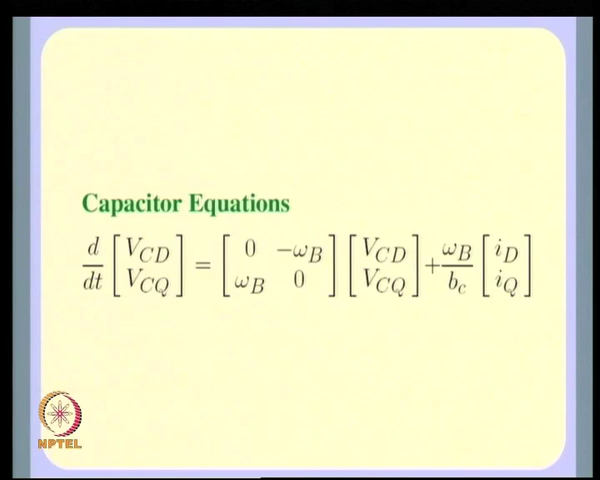 Capacitor Equations
d/dt [V_CD V_CQ] = [0 -ω_B ω_B 0] [V_CD V_CQ] + ω_B/b_c [i_D i_Q]
NPTEL